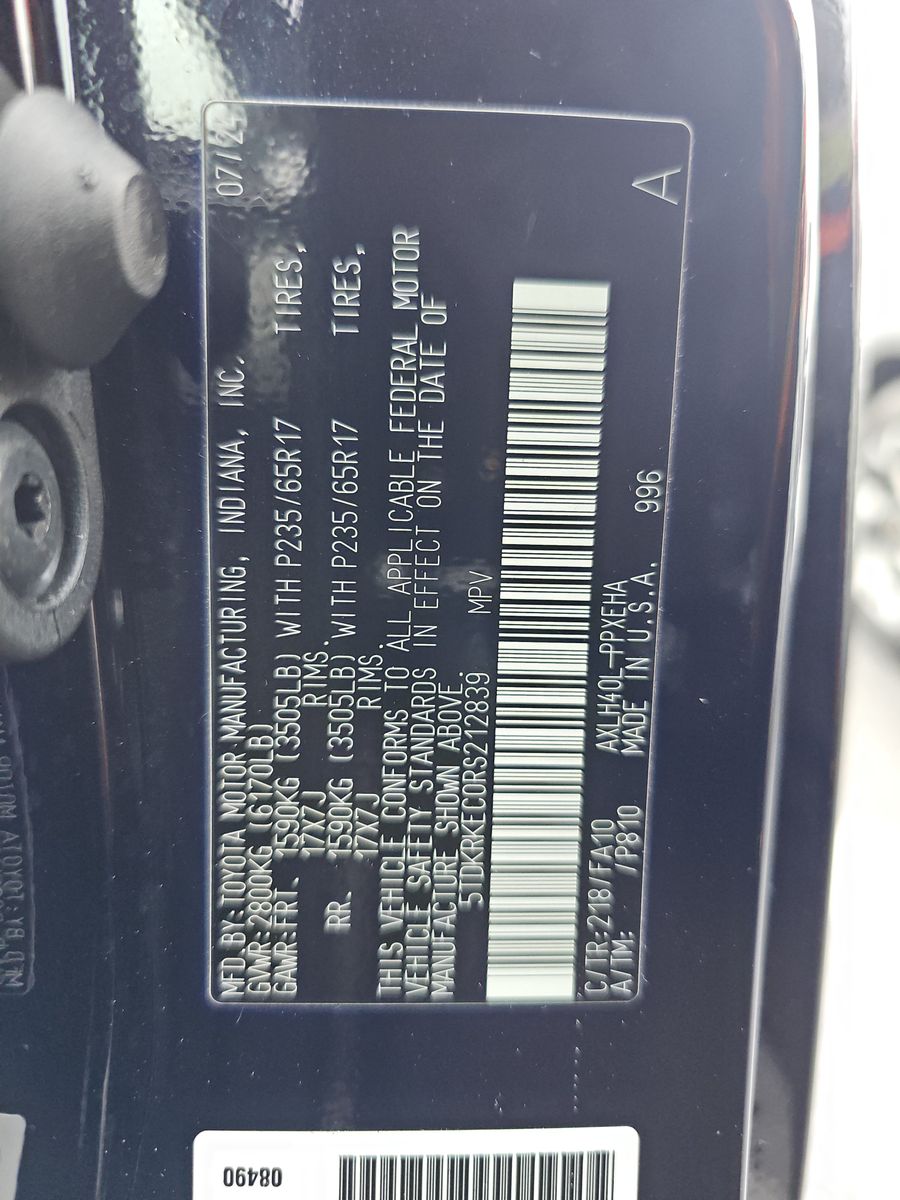 MFD BY:TOYOTA MOTOR MANUFACTURING, INDIANA, INC. 07/2
GVWR:2800KG (6170LB)
GAWR:FRT. 1590KG (3505LB) WITH P235/65R17 TIRES,
17X7J RIMS.
RR. 1590KG (3505LB) WITH P235/65R17 TIRES,
17X7J RIMS.
THIS VEHICLE CONFORMS TO ALL APPLICABLE FEDERAL MOTOR
VEHICLE SAFETY STANDARDS IN EFFECT ON THE DATE OF
MANUFACTURE SHOWN ABOVE.
5TDKRKEC0RS212839 MPV
C/TR:218/FA10 AXLH40L-PPXEHA
A/TM: /P810 MADE IN U.S.A. 996
A
08490